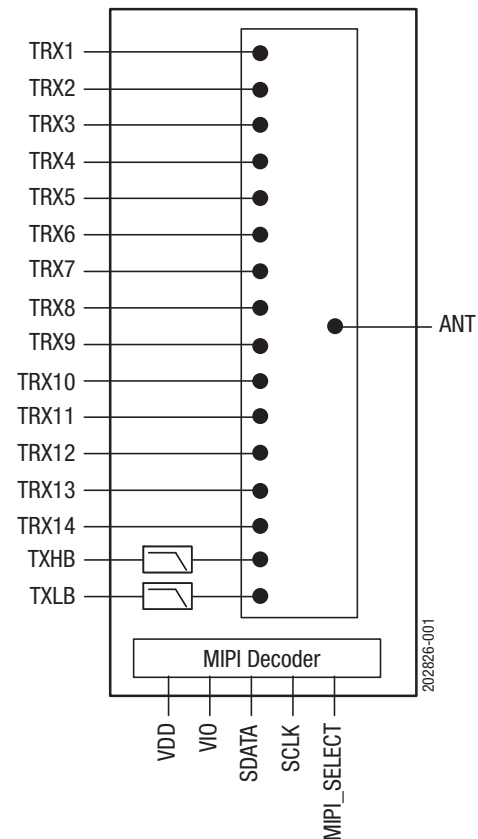 TRX1
TRX2
TRX3
TRX4
TRX5
TRX6
TRX7
TRX8
TRX9
TRX10
TRX11
TRX12
TRX13
TRX14
TXHB
TXLB
ANT
MIPI Decoder
VDD
VIO
SDATA
SCLK
MIPI_SELECT
202826-001